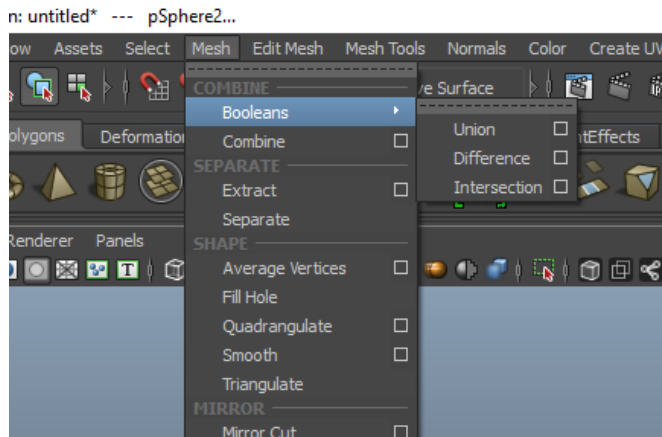 n: untitled* --- pSphere2...
ow Assets Select Mesh Edit Mesh Mesh Tools Normals Color Create UV
COMBINE
ve Surface
Booleans
Combine
SEPARATE
Extract
Separate
SHAPE
Average Vertices
Fill Hole
Quadrangulate
Smooth
Triangulate
MIRROR
Mirror Cut
Union
Difference
Intersection
olygons Deformation
ntEffects
Renderer Panels
T